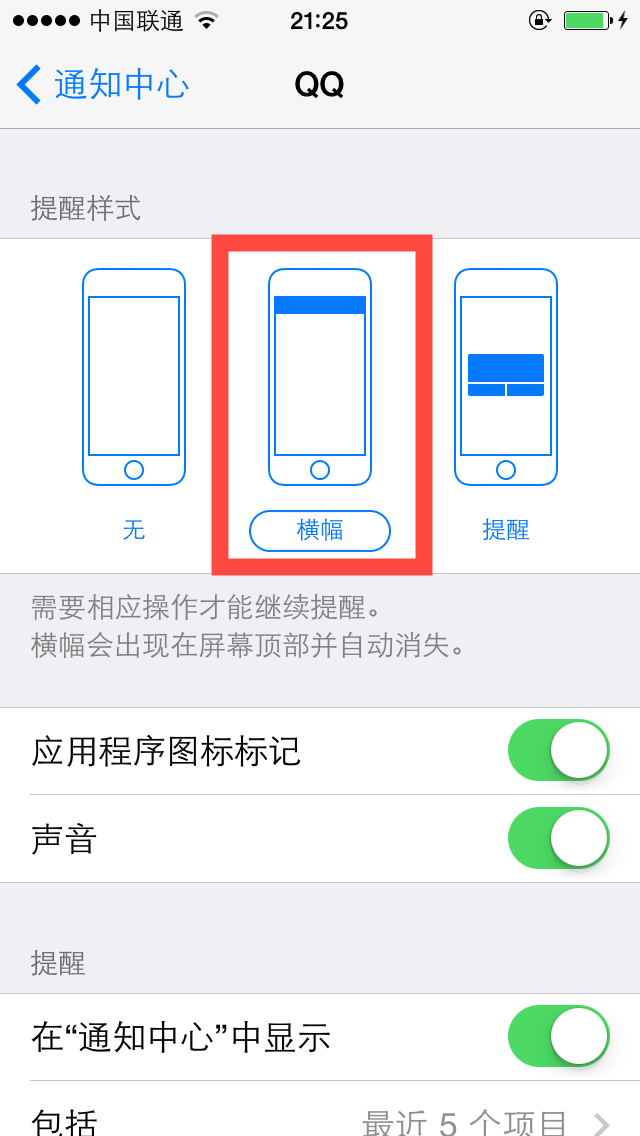 中国联通 21:25
通知中心 QQ
提醒样式
无 横幅 提醒
需要相应操作才能继续提醒。
横幅会出现在屏幕顶部并自动消失。
应用程序图标标记
声音
提醒
在“通知中心”中显示
包括 最近 5 个项目